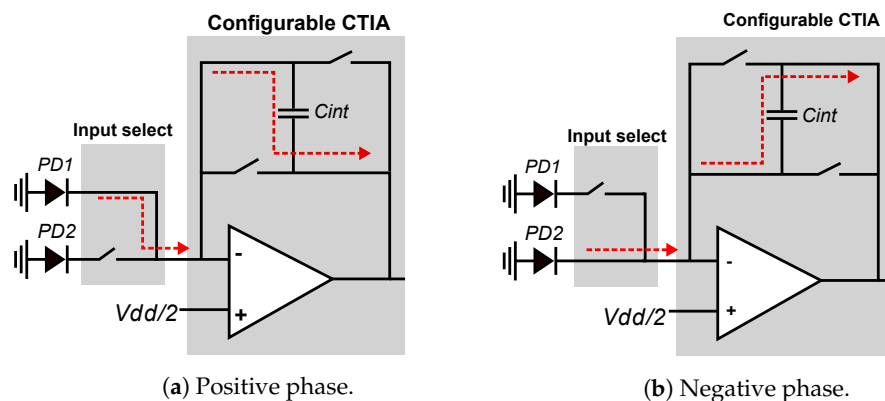 Configurable CTIA
Cint
Input select
PD1
PD2
-
+
Vdd/2
(a) Positive phase.
Configurable CTIA
Cint
Input select
PD1
PD2
-
+
Vdd/2
(b) Negative phase.